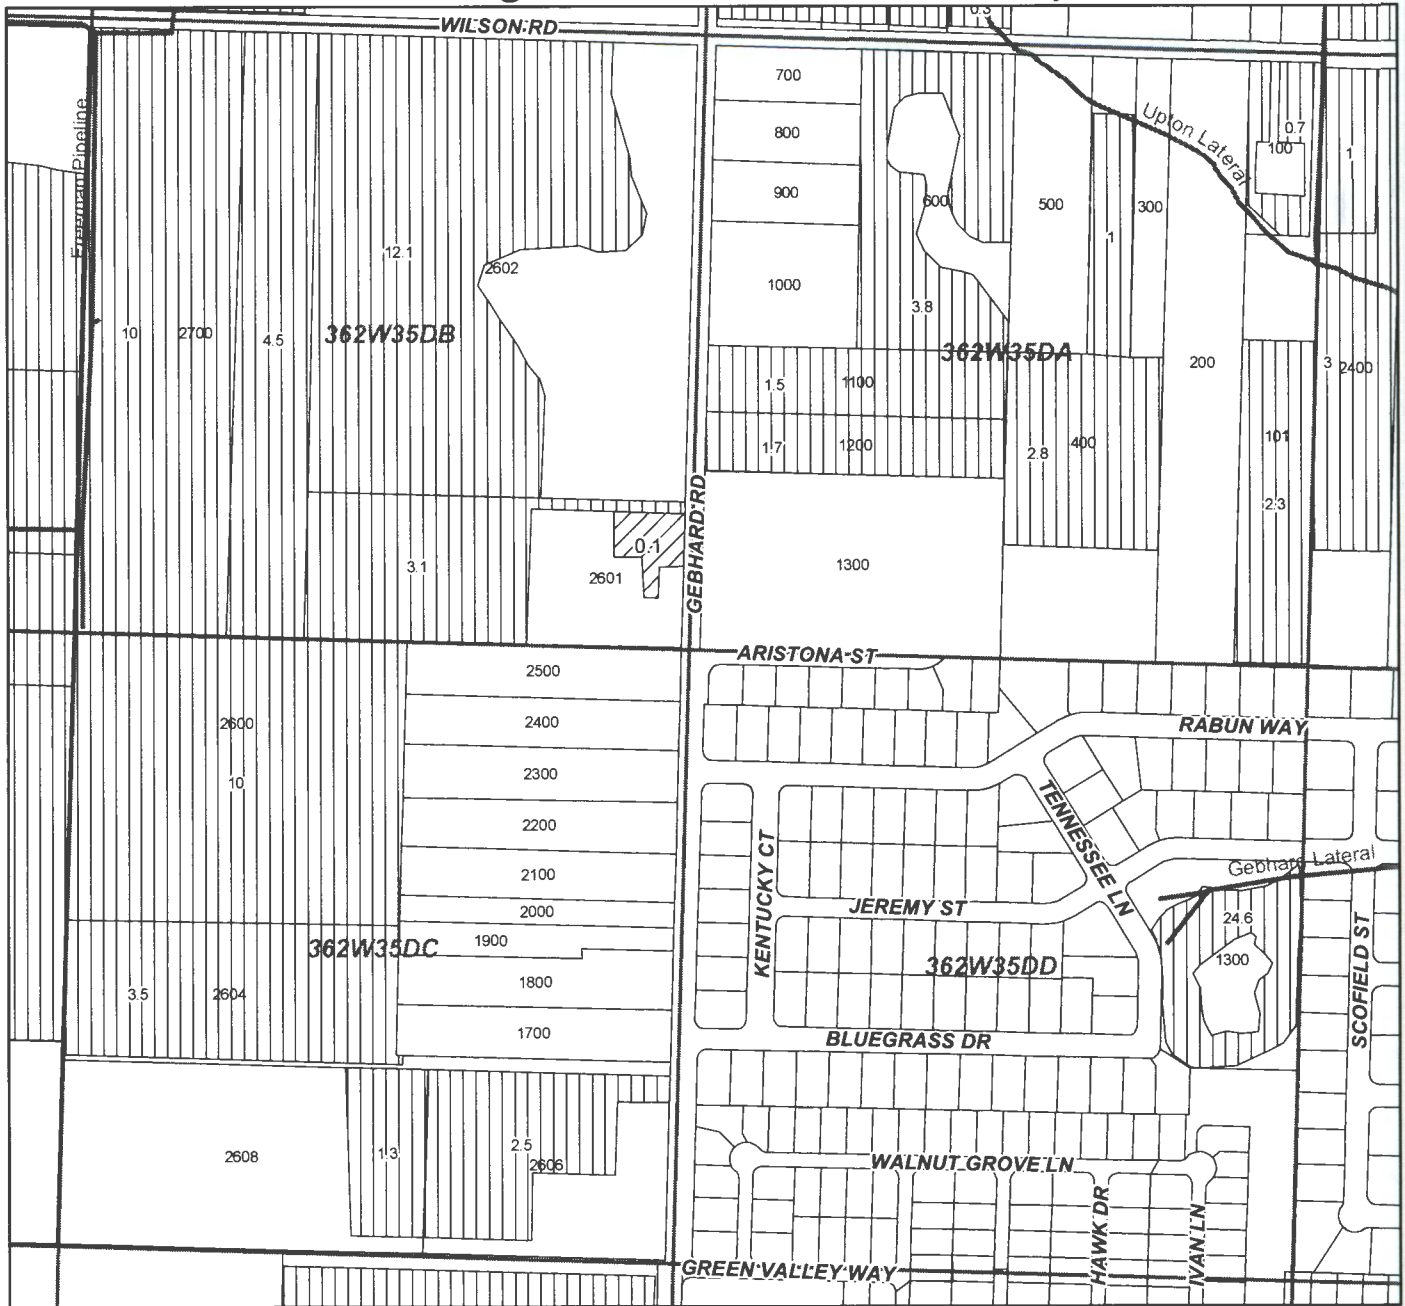 WILSON RD
0.3
700
800
900
1000
600
500
300
1
Upton Lateral
0.7
100
1
Freeman Pipeline
12.1
2602
3.8
10
2700
4.5
362W35DB
362W35DA
200
3
2400
1.5
1100
1.7
1200
2.8
400
101
2.3
GEBHARD RD
0.1
2601
3.1
1300
ARISTONA ST
2500
2400
2300
2200
2100
2000
1900
1800
1700
2600
10
362W35DC
3.5
2604
RABUN WAY
TENNESSEE LN
KENTUCKY CT
JEREMY ST
Gebhard Lateral
24.6
1300
362W35DD
SCOFIELD ST
BLUEGRASS DR
2608
1.3
2.5
2606
WALNUT GROVE LN
HAWK DR
IVAN LN
GREEN VALLEY WAY